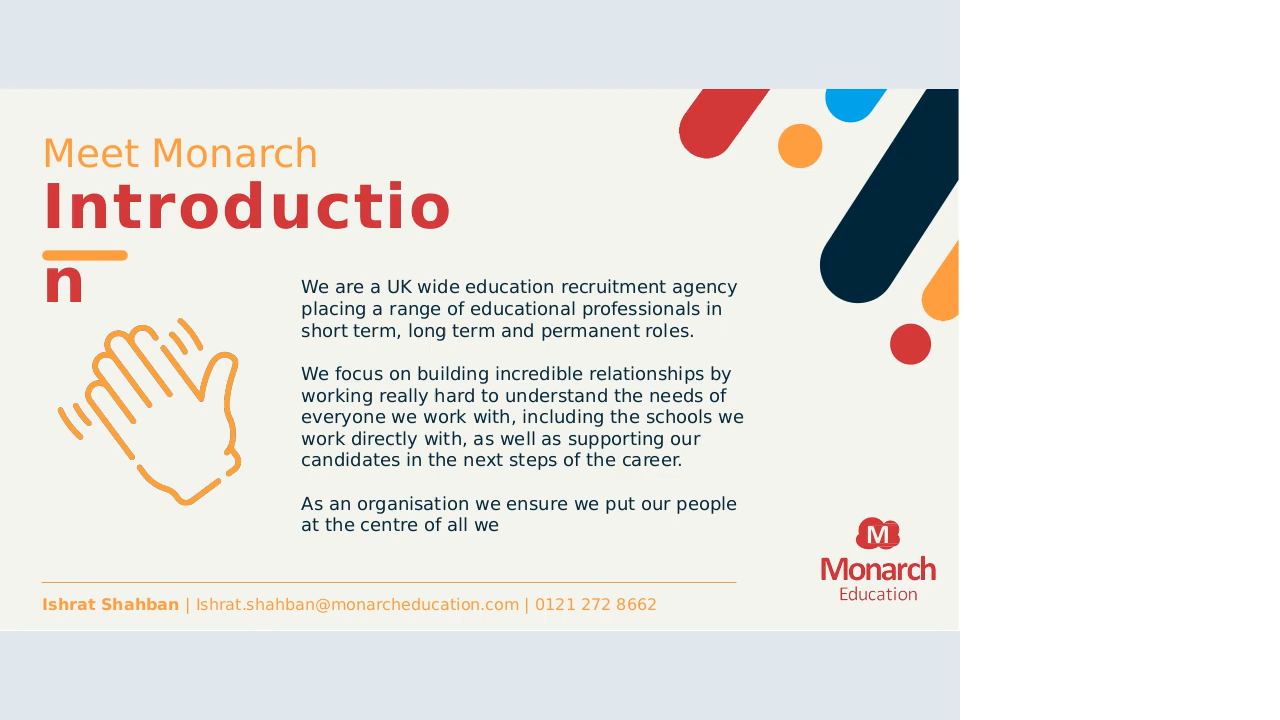 Meet Monarch
Introductio
n
We are a UK wide education recruitment agency
placing a range of educational professionals in
short term, long term and permanent roles.
We focus on building incredible relationships by
working really hard to understand the needs of
everyone we work with, including the schools we
work directly with, as well as supporting our
candidates in the next steps of the career.
As an organisation we ensure we put our people
at the centre of all we
M
Monarch
Education
Ishrat Shahban | Ishrat.shahban@monarcheducation.com | 0121 272 8662